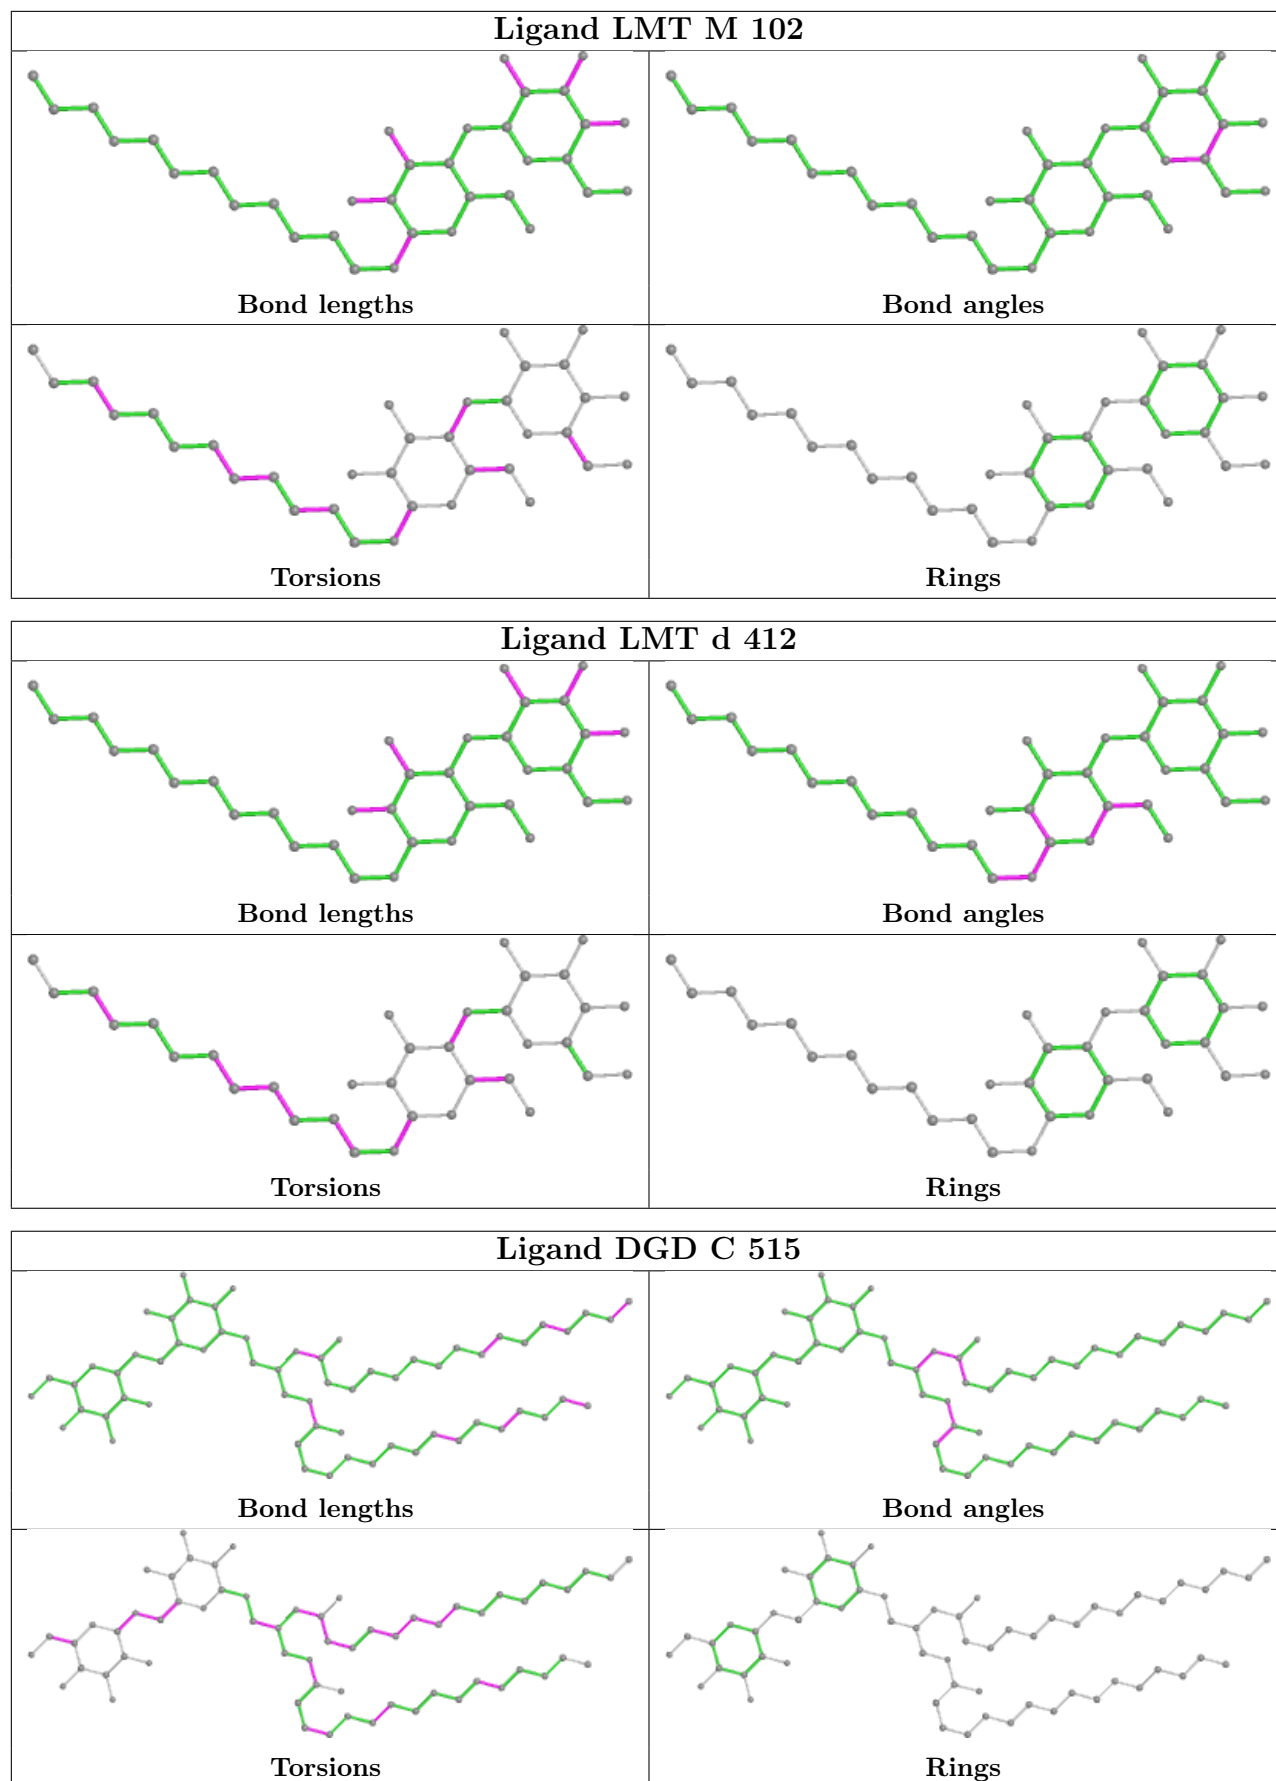 Ligand LMT M 102
Bond lengths
Bond angles
Torsions
Rings
Ligand LMT d 412
Bond lengths
Bond angles
Torsions
Rings
Ligand DGD C 515
Bond lengths
Bond angles
Torsions
Rings